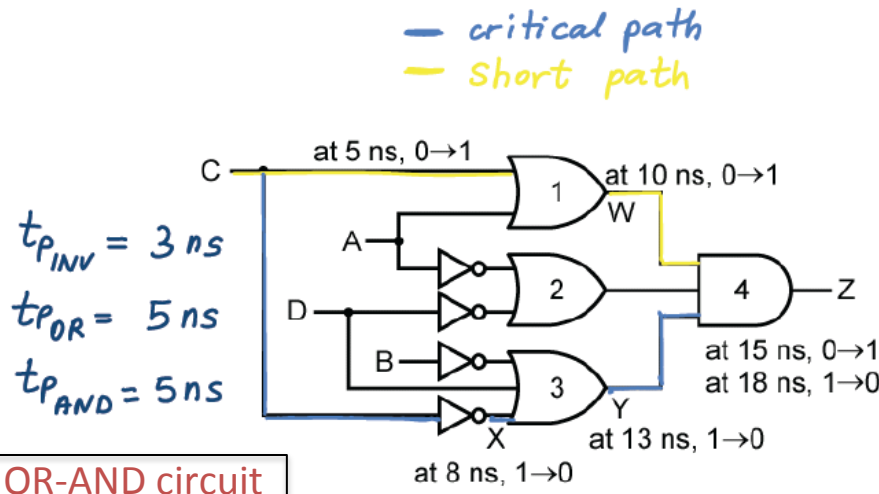 critical path
Short path
at 5 ns, 0→1
C
1
at 10 ns, 0→1
W
tPINV = 3 ns
A
tPOR = 5 ns
D
2
4
Z
B
tPAND = 5 ns
3
at 15 ns, 0→1
at 18 ns, 1→0
X
Y
at 13 ns, 1→0
at 8 ns, 1→0
OR-AND circuit